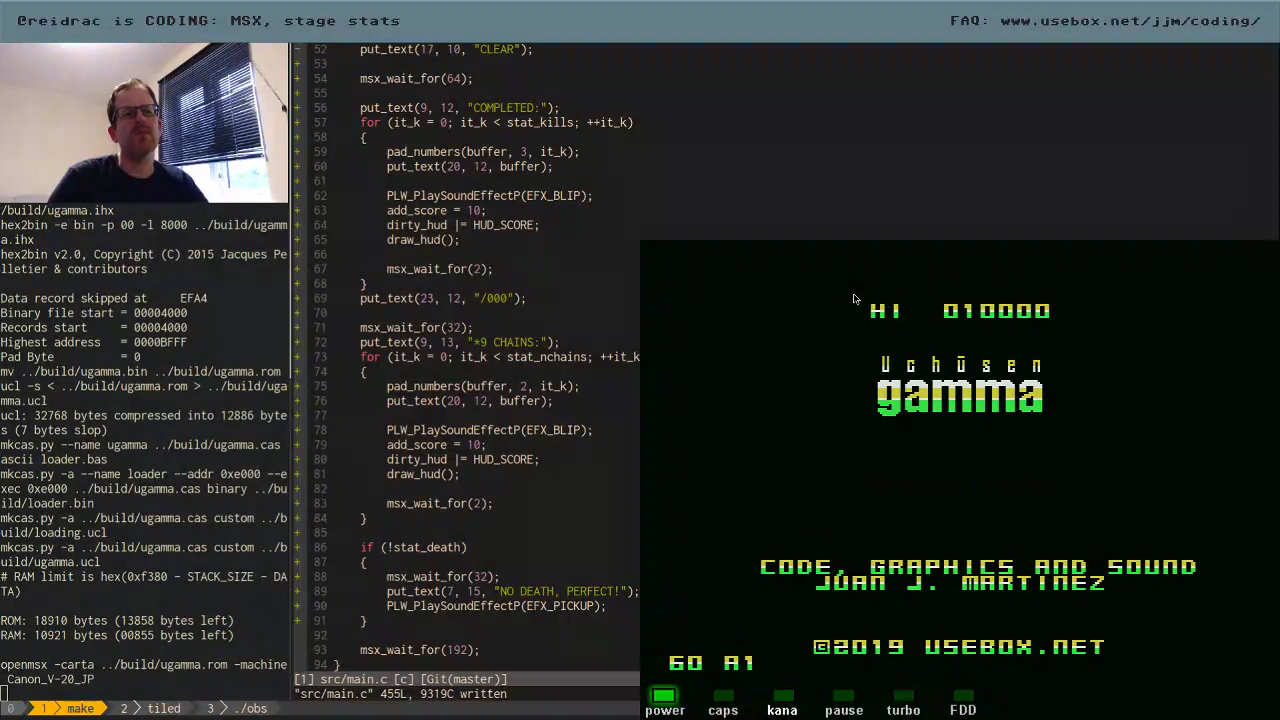 @reidrac is CODING: MSX, stage stats
FAQ: www.usebox.net/jjm/coding/
/build/ugamma.ihx
hex2bin -e bin -p 00 -l 8000 ../build/ugamm
a.ihx
hex2bin v2.0, Copyright (C) 2015 Jacques Pe
lletier & contributors
Data record skipped at     EFA4
Binary file start = 00004000
Records start     = 00004000
Highest address   = 0000BFFF
Pad Byte          = 0
mv ../build/ugamma.bin ../build/ugamma.rom
ucl -s < ../build/ugamma.rom > ../build/uga
mma.ucl
ucl: 32768 bytes compressed into 12886 byte
s (7 bytes slop)
mkcas.py --name ugamma ../build/ugamma.cas
ascii loader.bas
mkcas.py -a --name loader --addr 0xe000 --e
xec 0xe000 ../build/ugamma.cas binary ../bu
ild/loader.bin
mkcas.py -a ../build/ugamma.cas custom ../b
uild/loading.ucl
mkcas.py -a ../build/ugamma.cas custom ../b
uild/ugamma.ucl
# RAM limit is hex(0xf380 - STACK_SIZE - DA
TA)
ROM: 18910 bytes (13858 bytes left)
RAM: 10921 bytes (00855 bytes left)
openmsx -carta ../build/ugamma.rom -machine
Canon_V-20_JP
0 1 make 2 tiled 3 ./obs
- 52 put_text(17, 10, "CLEAR");
+ 53
+ 54 msx_wait_for(64);
+ 55
+ 56 put_text(9, 12, "COMPLETED:");
+ 57 for (it_k = 0; it_k < stat_kills; ++it_k)
+ 58 {
+ 59 pad_numbers(buffer, 3, it_k);
+ 60 put_text(20, 12, buffer);
+ 61
+ 62 PLW_PlaySoundEffectP(EFX_BLIP);
+ 63 add_score = 10;
+ 64 dirty_hud |= HUD_SCORE;
+ 65 draw_hud();
+ 66
+ 67 msx_wait_for(2);
+ 68 }
+ 69 put_text(23, 12, "/000");
+ 70
+ 71 msx_wait_for(32);
+ 72 put_text(9, 13, "*9 CHAINS:");
+ 73 for (it_k = 0; it_k < stat_nchains; ++it_k
+ 74 {
+ 75 pad_numbers(buffer, 2, it_k);
+ 76 put_text(20, 12, buffer);
+ 77
+ 78 PLW_PlaySoundEffectP(EFX_BLIP);
+ 79 add_score = 10;
+ 80 dirty_hud |= HUD_SCORE;
+ 81 draw_hud();
+ 82
+ 83 msx_wait_for(2);
+ 84 }
+ 85
+ 86 if (!stat_death)
+ 87 {
+ 88 msx_wait_for(32);
+ 89 put_text(7, 15, "NO DEATH, PERFECT!");
+ 90 PLW_PlaySoundEffectP(EFX_PICKUP);
+ 91 }
92
+ 93 msx_wait_for(192);
+ 94 }
[1] src/main.c [c] [Git(master)]
"src/main.c" 455L, 9319C written
HI 010000
Uchūsen
gamma
CODE, GRAPHICS AND SOUND
JUAN J. MARTINEZ
©2019 USEBOX.NET
60 A1
power caps kana pause turbo FDD